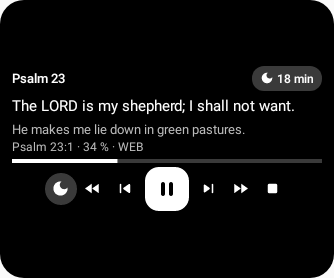 Psalm 23
18 min
The LORD is my shepherd; I shall not want.
He makes me lie down in green pastures.
Psalm 23:1 · 34 % · WEB